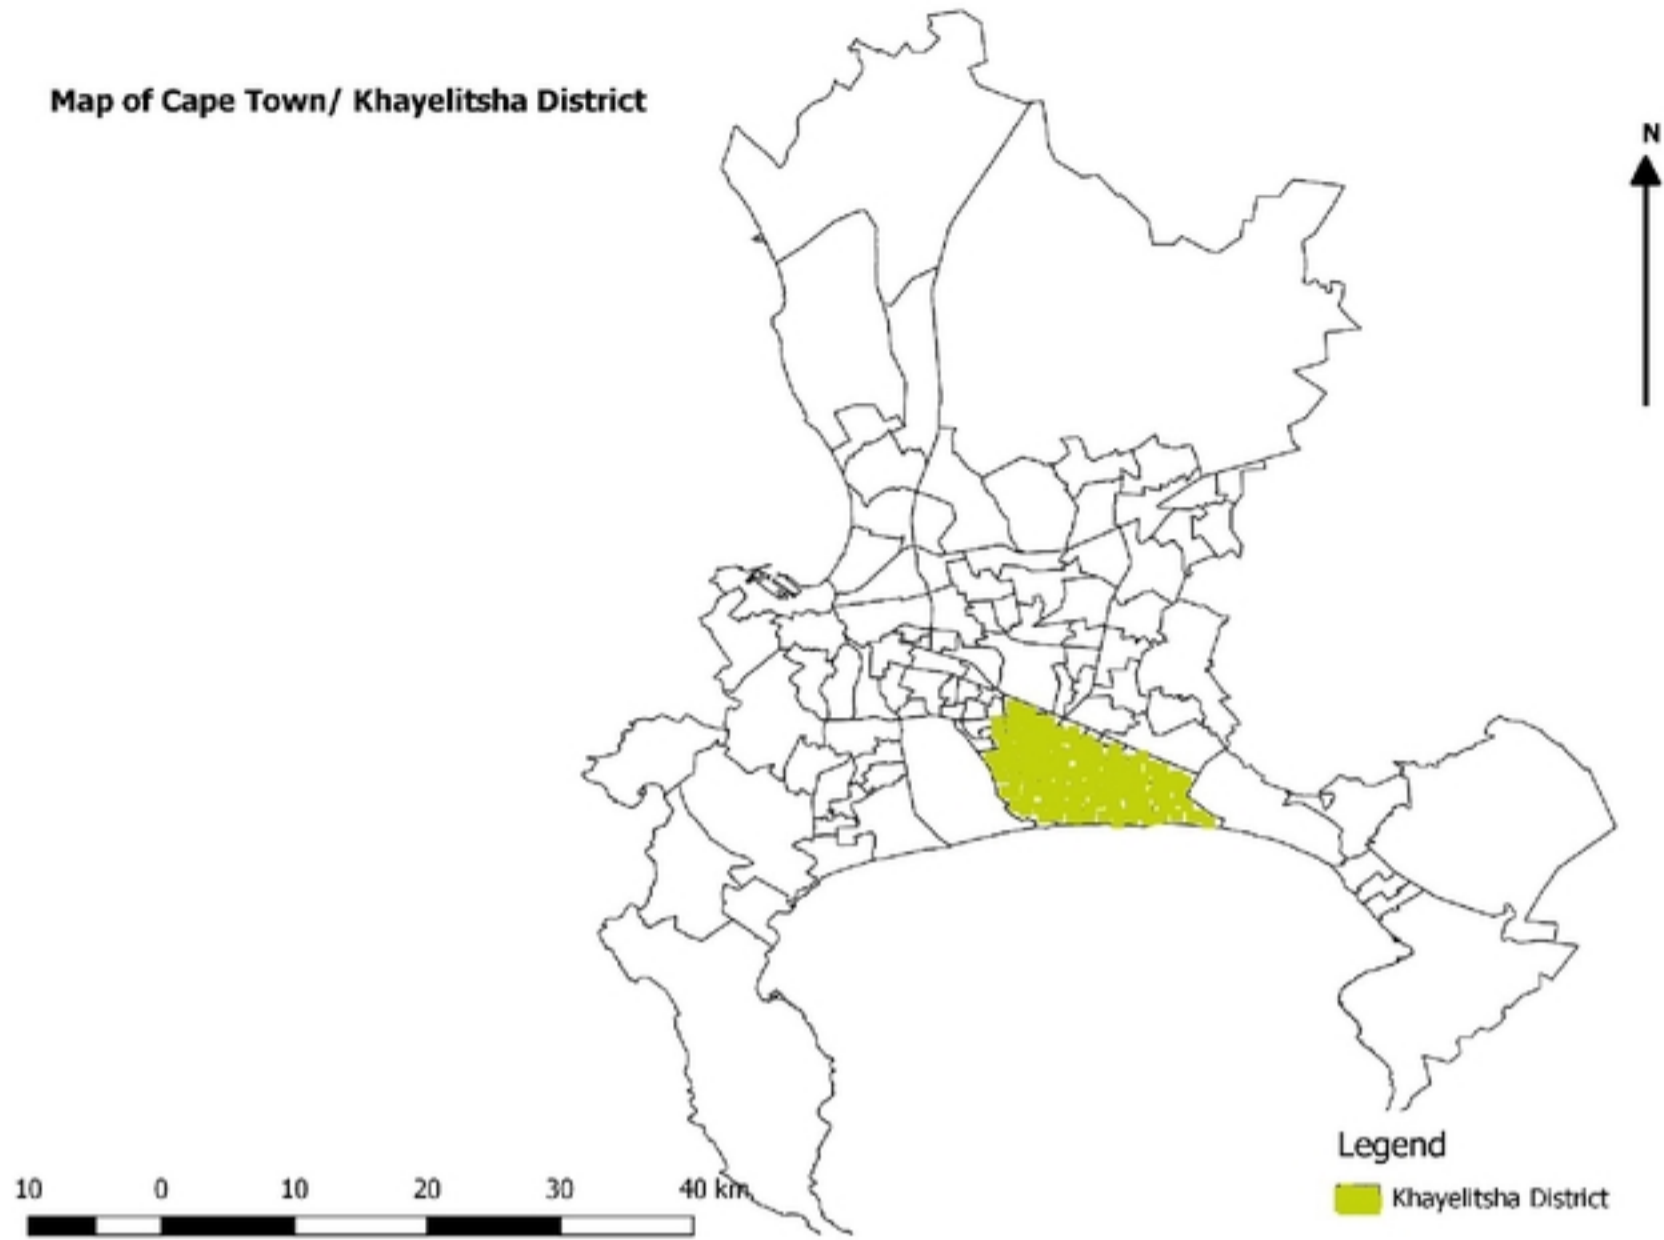 Map of Cape Town/ Khayelitsha District
N
Legend
Khayelitsha District
10 0 10 20 30 40 km